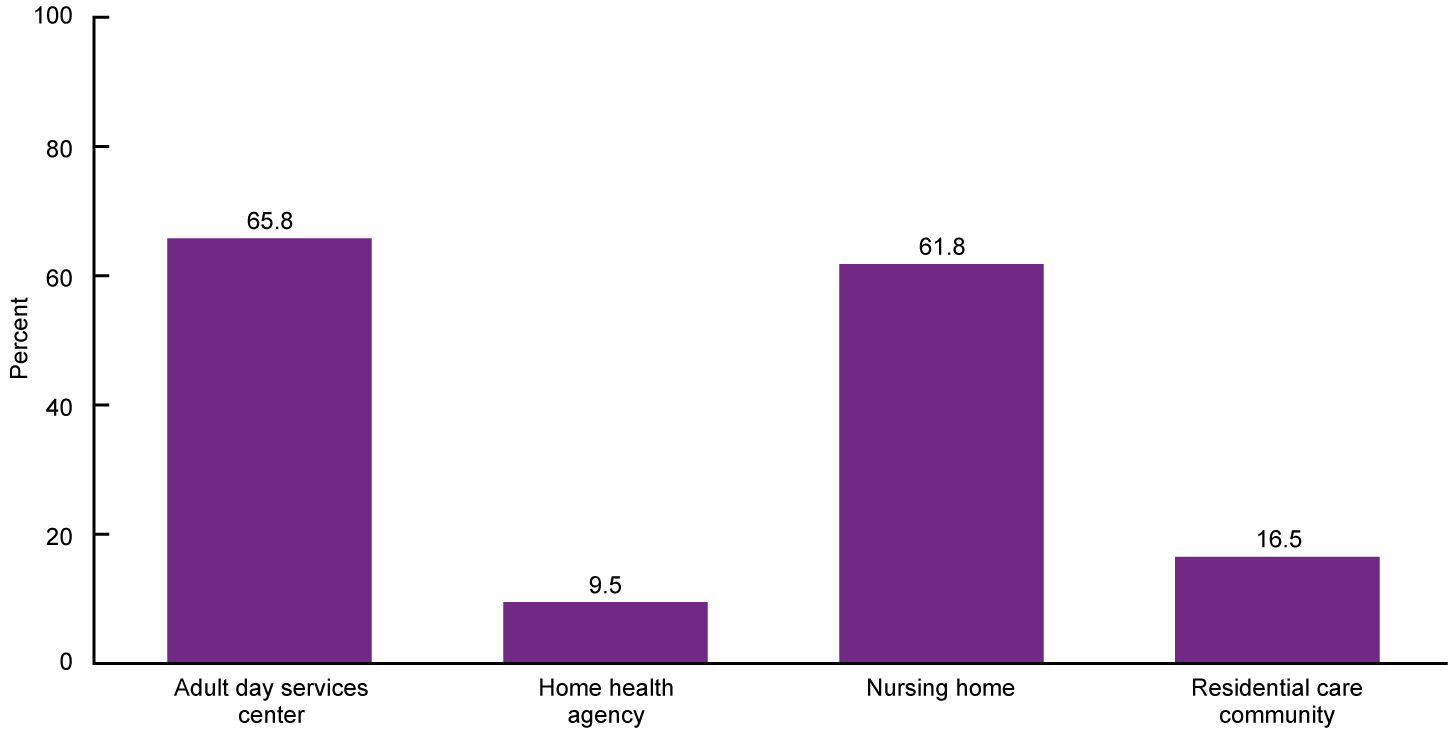 100
80
60
40
20
0
Percent
65.8
9.5
61.8
16.5
Adult day services
center
Home health
agency
Nursing home
Residential care
community